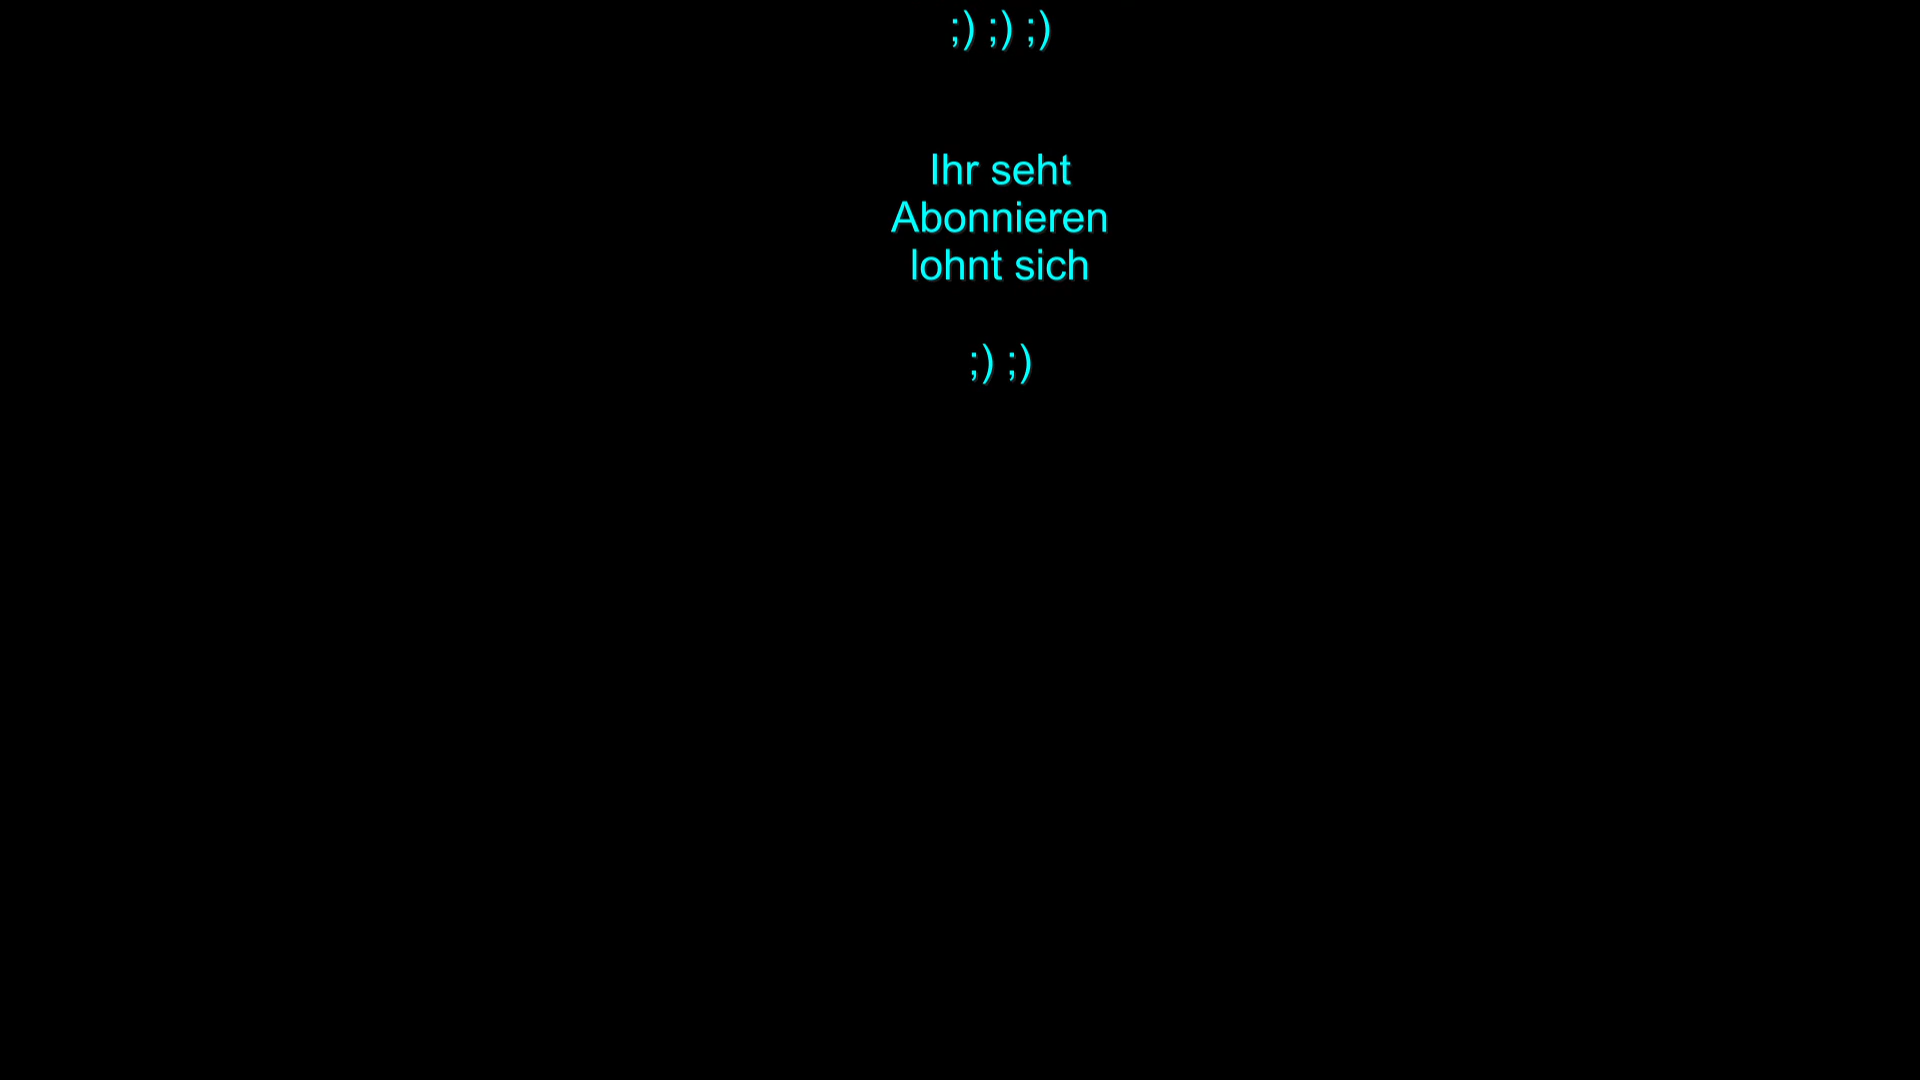 ;) ;) ;)
Ihr seht
Abonnieren
lohnt sich
;) ;)